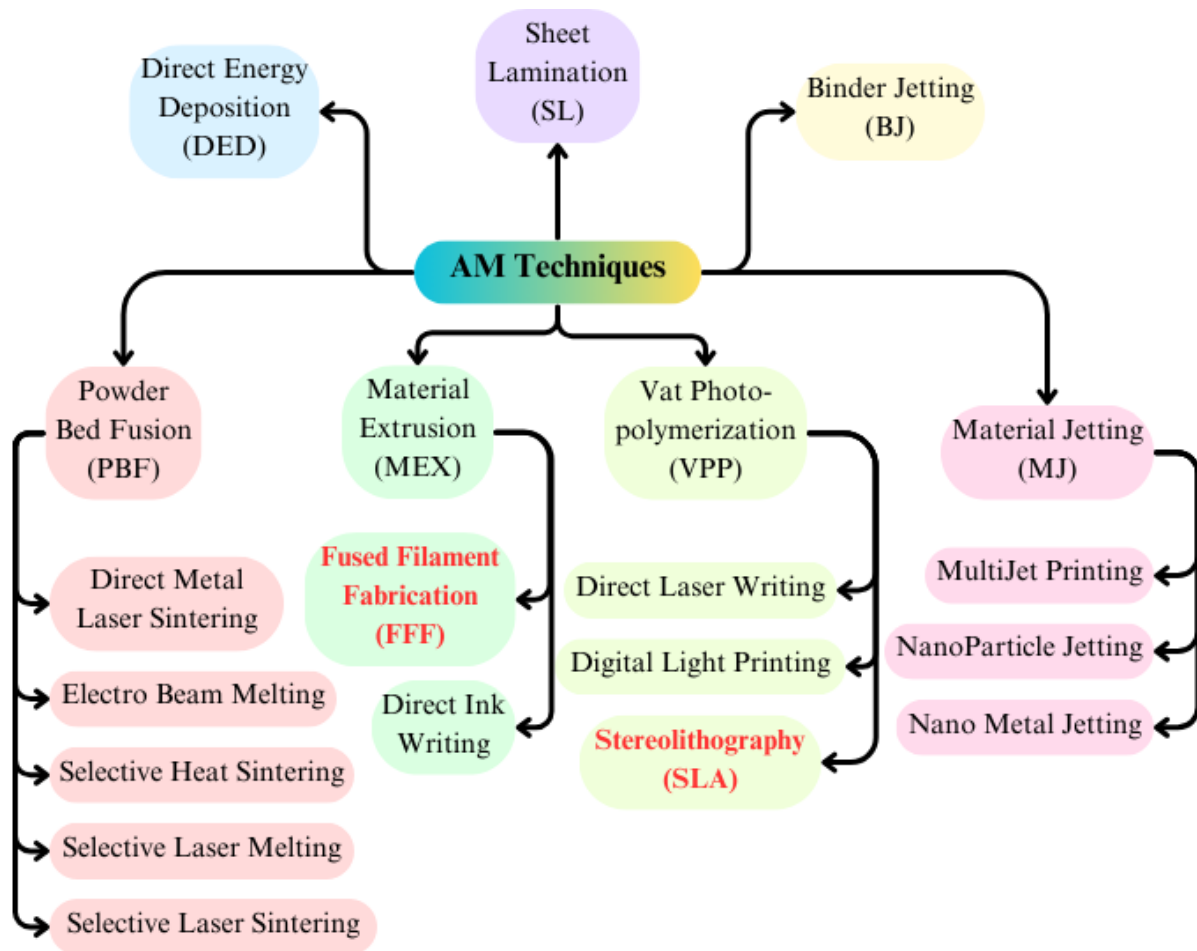 Direct Energy
Deposition
(DED)
Sheet
Lamination
(SL)
Binder Jetting
(BJ)
AM Techniques
Powder
Bed Fusion
(PBF)
Material
Extrusion
(MEX)
Vat Photo-
polymerization
(VPP)
Material Jetting
(MJ)
Direct Metal
Laser Sintering
Electro Beam Melting
Selective Heat Sintering
Selective Laser Melting
Selective Laser Sintering
Fused Filament
Fabrication
(FFF)
Direct Ink
Writing
Direct Laser Writing
Digital Light Printing
Stereolithography
(SLA)
MultiJet Printing
NanoParticle Jetting
Nano Metal Jetting